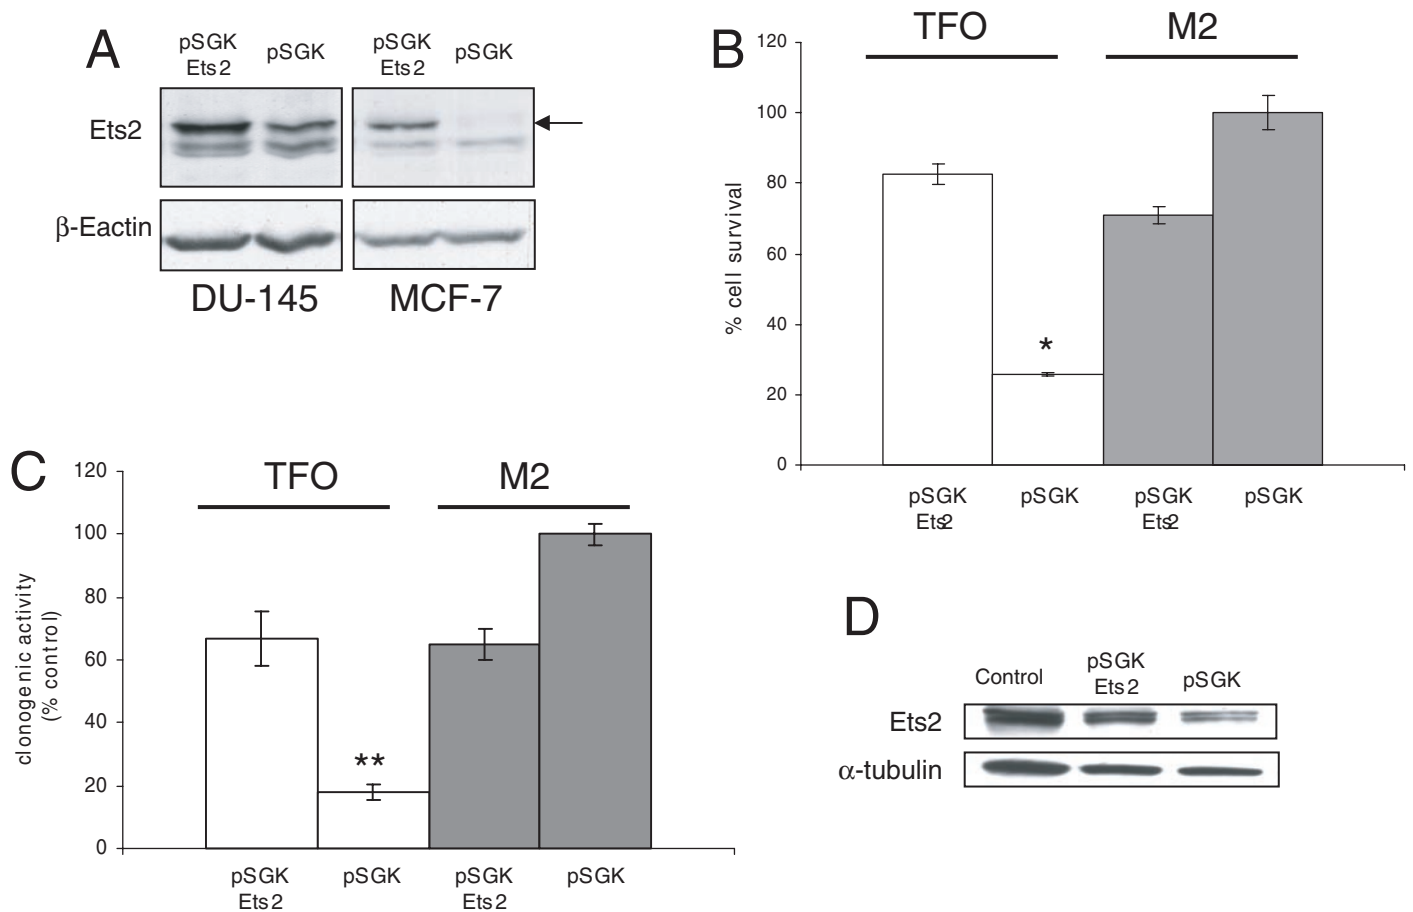 A
pSGK
Ets2
pSGK
pSGK
Ets2
pSGK
Ets2
β-Eactin
DU-145
MCF-7
B
TFO
M2
120
100
80
60
40
20
0
% cell survival
*
pSGK
Ets2
pSGK
pSGK
Ets2
pSGK
C
TFO
M2
120
100
80
60
40
20
0
clonogenic activity
(% control)
**
pSGK
Ets2
pSGK
pSGK
Ets2
pSGK
D
Control
pSGK
Ets2
pSGK
Ets2
α-tubulin